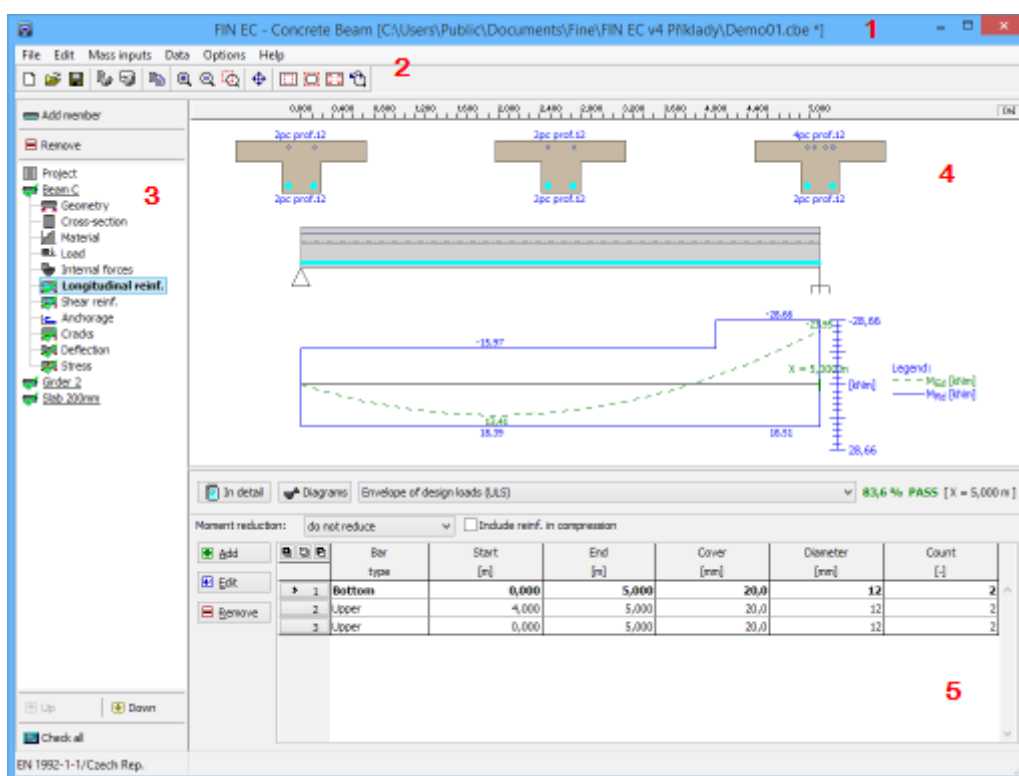 FIN EC - Concrete Beam [C:\Users\Public\Documents\Fine\FIN EC v4 Příklady\Demo01.cbe *]
1
File Edit Mass inputs Data Options Help
2
Add member
Remove
Project
Beam C
3
Geometry
Cross-section
Material
Load
Internal forces
Longitudinal reinf.
Shear reinf.
Anchorage
Cracks
Deflection
Stress
Girder 2
Slab 200mm
Up Down
Check all
EN 1992-1-1/Czech Rep.
[m]
2pc prof.12 2pc prof.12 4pc prof.12
4
2pc prof.12 2pc prof.12 2pc prof.12
-28,66 -28,66
-15,97
X = 5,000m
[kNm]
Legend:
MEd [kNm]
MRd [kNm]
13,41
18,39 18,51
28,66
In detail Diagrams Envelope of design loads (ULS) 83,6 % PASS [X = 5,000 m]
Moment reduction: do not reduce Include reinf. in compression
Add
Edit
Remove
Bar Start End Cover Diameter Count
type [m] [m] [mm] [mm] [-]
1 Bottom 0,000 5,000 20,0 12 2
2 Upper 4,000 5,000 20,0 12 2
3 Upper 0,000 5,000 20,0 12 2
5